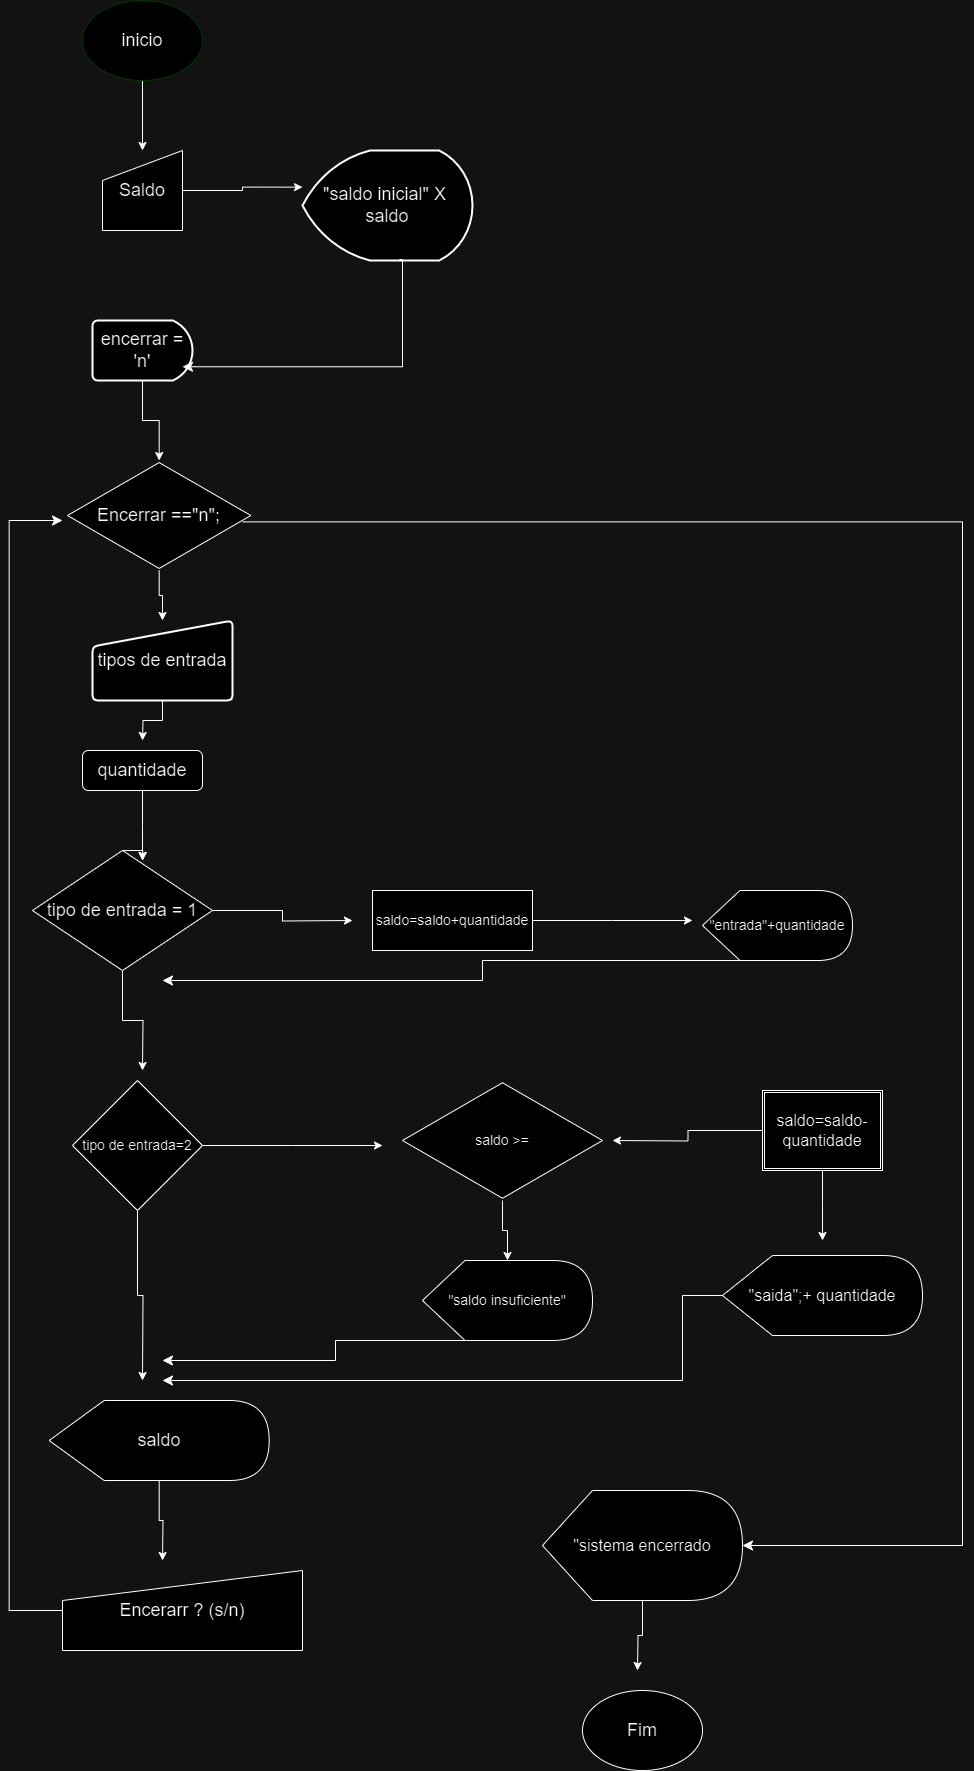 inicio
Saldo
"saldo inicial" X
saldo
encerrar =
'n'
Encerrar =="n";
tipos de entrada
quantidade
tipo de entrada = 1
saldo=saldo+quantidade
"entrada"+quantidade
tipo de entrada=2
saldo >=
saldo=saldo-
quantidade
"saldo insuficiente"
"saida";+ quantidade
saldo
"sistema encerrado
Encerarr ? (s/n)
Fim